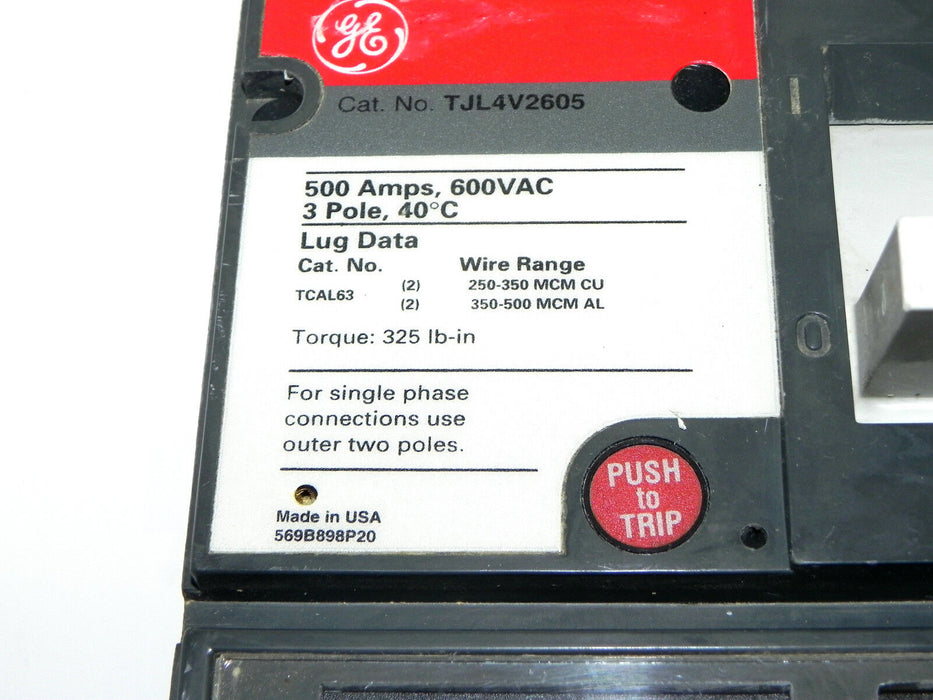 GE
Cat. No. TJL4V2605
500 Amps, 600VAC
3 Pole, 40°C
Lug Data
Cat. No. Wire Range
TCAL63 (2) 250-350 MCM CU
(2) 350-500 MCM AL
Torque: 325 lb-in
For single phase
connections use
outer two poles.
PUSH
to
TRIP
Made in USA
569B898P20
O